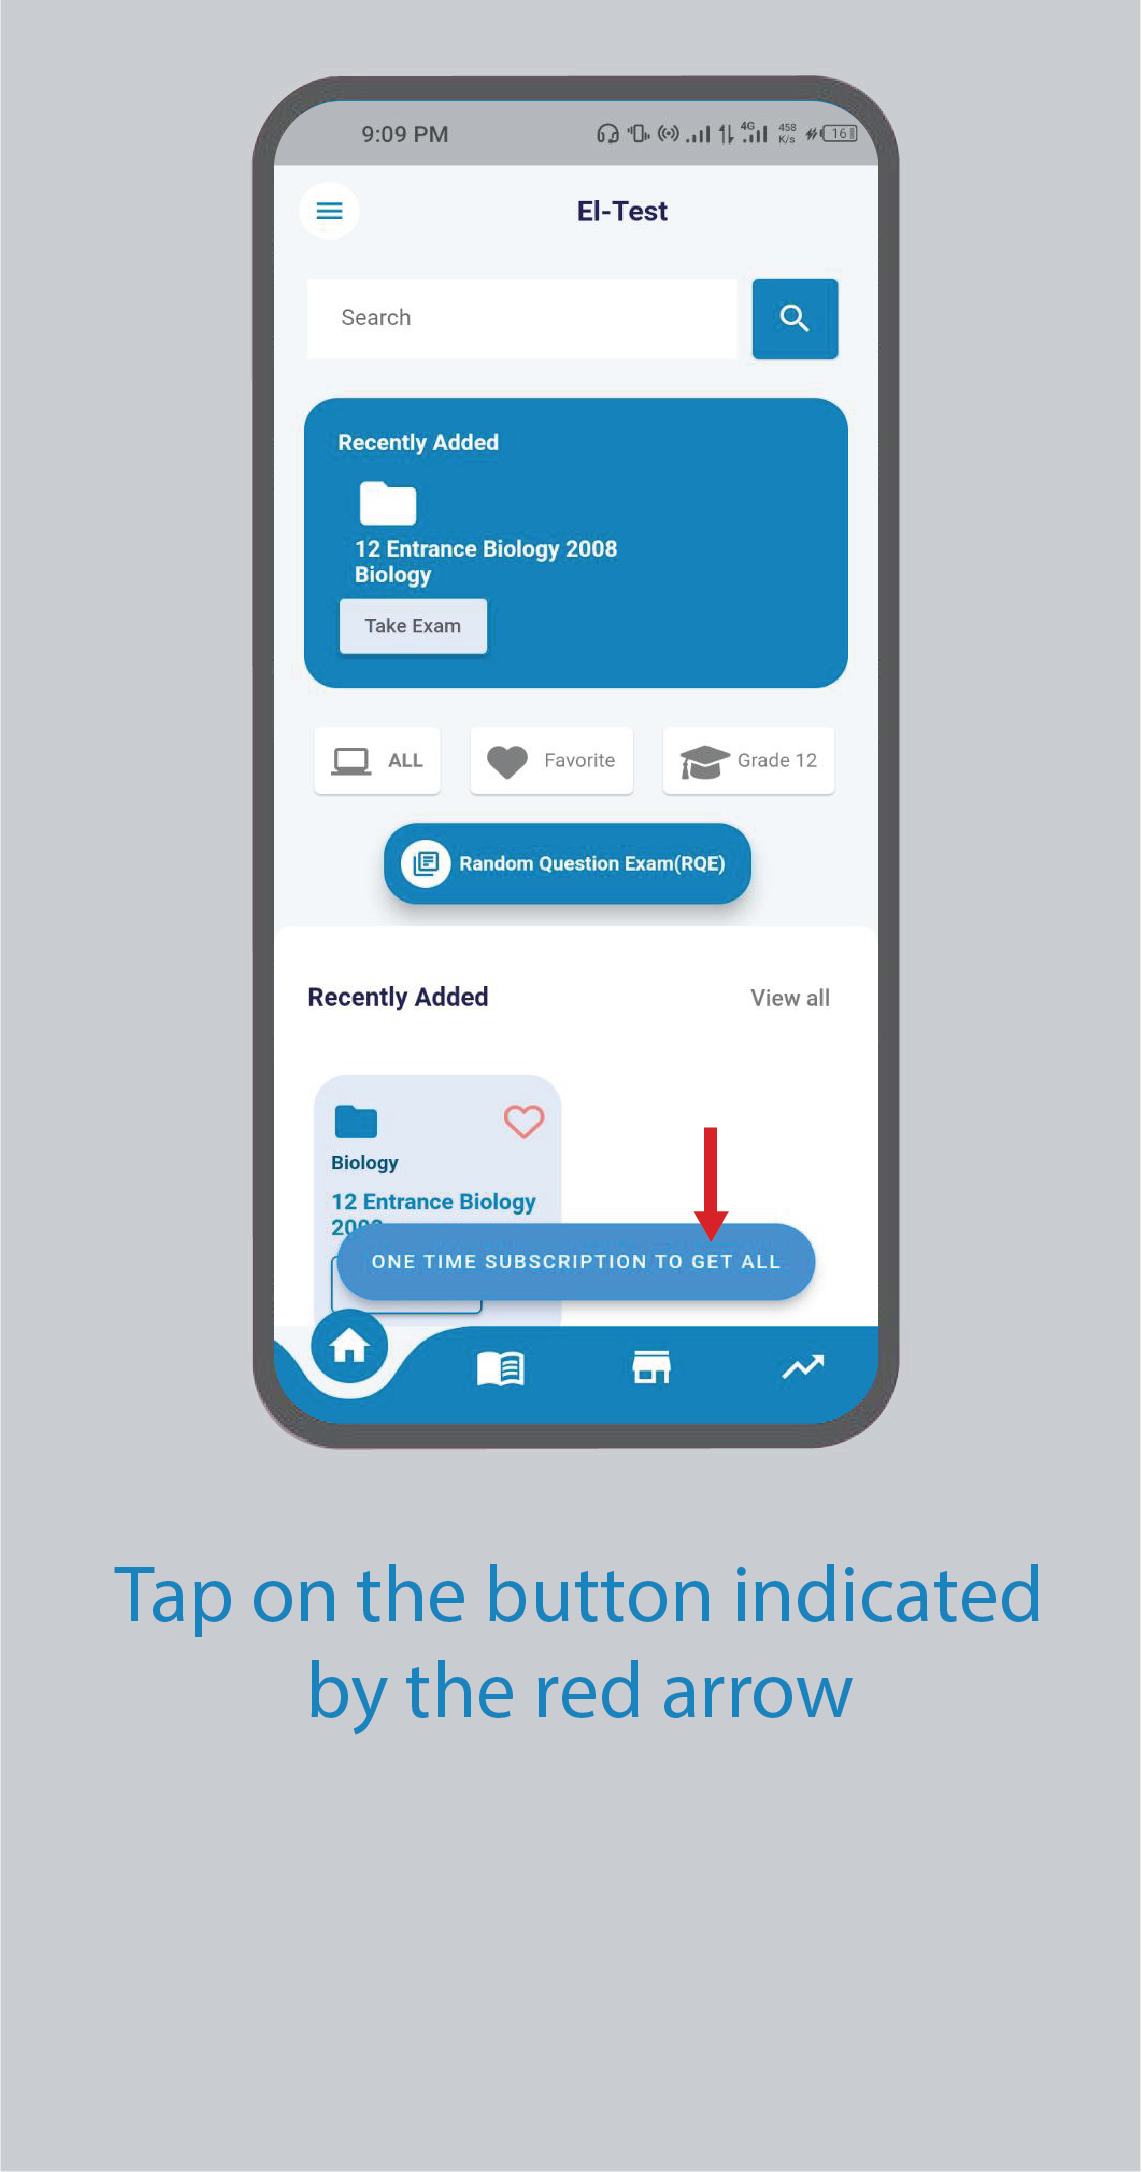 9:09 PM
4G
458
K/s
16
El-Test
Search
Recently Added
12 Entrance Biology 2008
Biology
Take Exam
ALL
Favorite
Grade 12
Random Question Exam(RQE)
Recently Added
View all
Biology
12 Entrance Biology
2008
ONE TIME SUBSCRIPTION TO GET ALL
Tap on the button indicated
by the red arrow